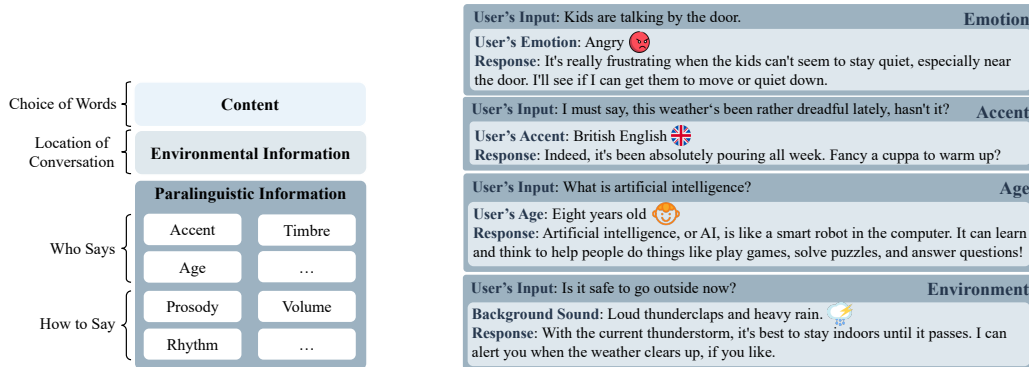 Choice of Words
Content
Location of
Conversation
Environmental Information
Paralinguistic Information
Who Says
Accent
Timbre
Age
…
How to Say
Prosody
Volume
Rhythm
…
User's Input: Kids are talking by the door.
Emotion
User's Emotion: Angry
Response: It's really frustrating when the kids can't seem to stay quiet, especially near
the door. I'll see if I can get them to move or quiet down.
User's Input: I must say, this weather‘s been rather dreadful lately, hasn't it?
Accent
User's Accent: British English
Response: Indeed, it's been absolutely pouring all week. Fancy a cuppa to warm up?
User's Input: What is artificial intelligence?
Age
User's Age: Eight years old
Response: Artificial intelligence, or AI, is like a smart robot in the computer. It can learn
and think to help people do things like play games, solve puzzles, and answer questions!
User's Input: Is it safe to go outside now?
Environment
Background Sound: Loud thunderclaps and heavy rain.
Response: With the current thunderstorm, it's best to stay indoors until it passes. I can
alert you when the weather clears up, if you like.